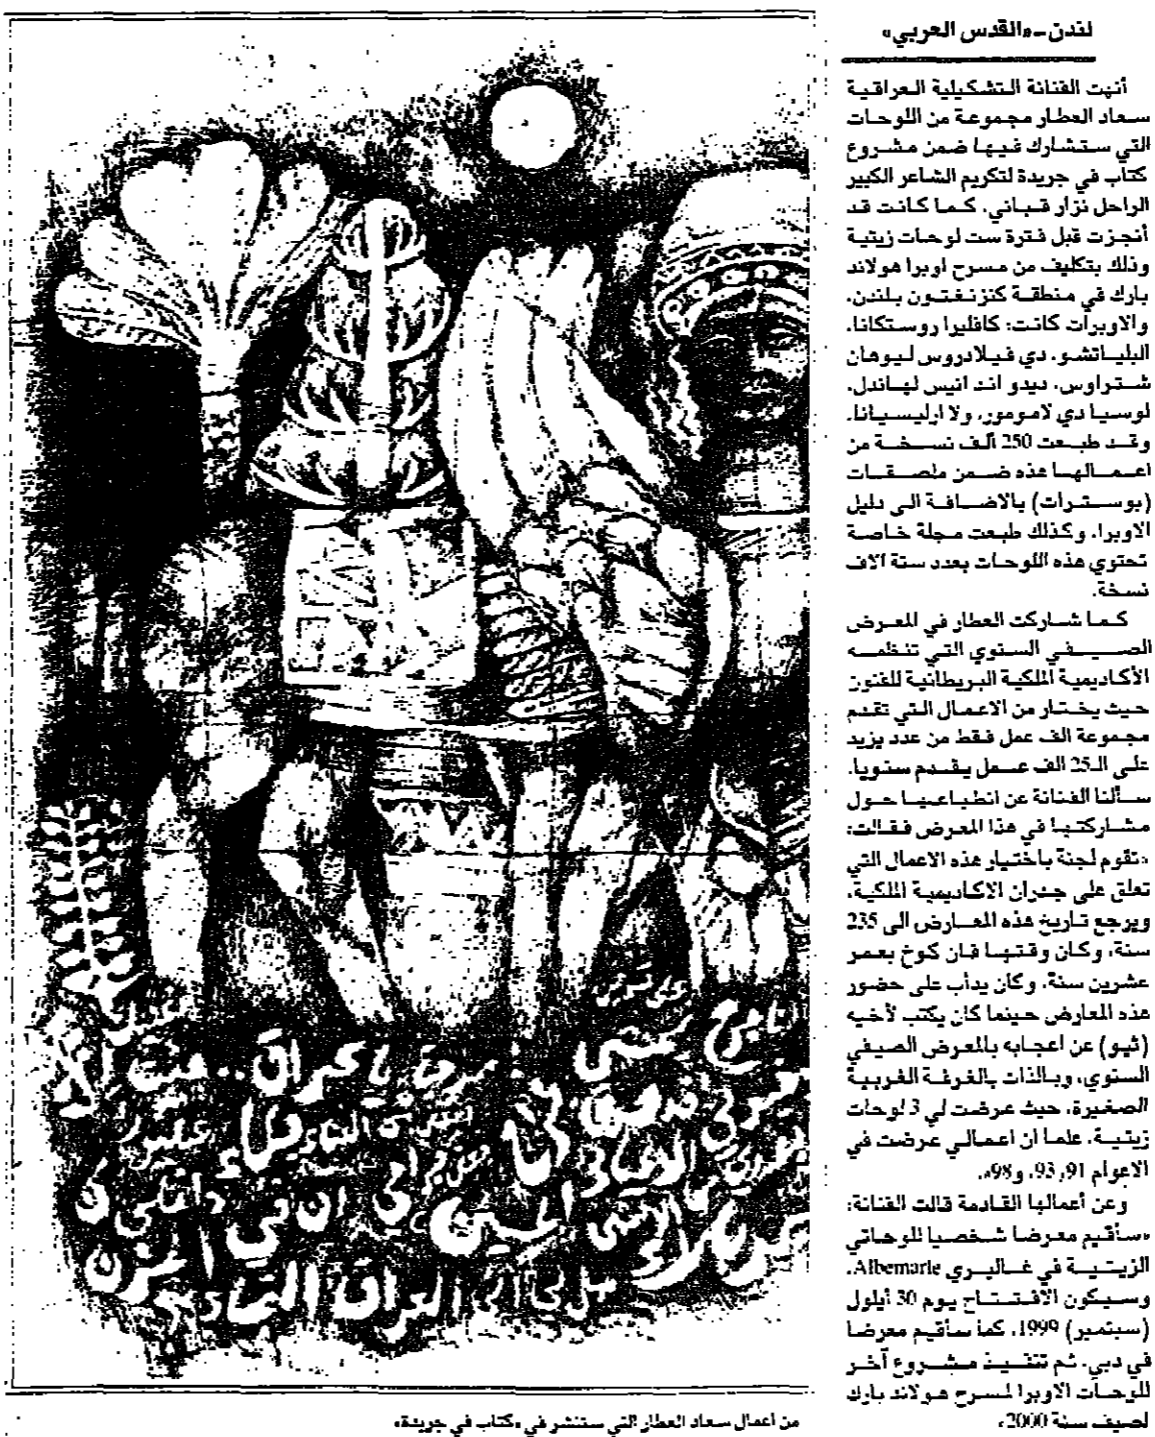 لندن ـ «القدس العربي»
أنهت الفنانة التشكيلية العراقية
سعاد العطار مجموعة من اللوحات
التي ستشارك فيها ضمن مشروع
كتاب في جريدة لتكريم الشاعر الكبير
الراحل نزار قباني. كما كانت قد
أنجزت قبل فترة ست لوحات زيتية
وذلك بتكليف من مسرح اوبرا هولاند
بارك في منطقة كنزنغتون بلندن.
والاوبرات كانت: كافليرا روستكانا،
البلياتشو، دي فيلادروس ليوهان
شتراوس، ديدو اند انيس لهاندل،
لوسيا دي لامومور، ولا ارليسيانا.
وقد طبعت 250 ألف نسخة من
اعمالها هذه ضمن ملصقات
(بوسترات) بالاضافة الى دليل
الاوبرا. وكذلك طبعت مجلة خاصة
تحتوي هذه اللوحات بعدد ستة الاف
نسخة.
كما شاركت العطار في المعرض
الصيفي السنوي التي تنظمه
الأكاديمية الملكية البريطانية للفنون
حيث يختار من الاعمال التي تقدم
مجموعة الف عمل فقط من عدد يزيد
على الـ25 الف عمل يقدم سنويا.
سألنا الفنانة عن انطباعها حول
مشاركتها في هذا المعرض فقالت:
«تقوم لجنة باختيار هذه الاعمال التي
تعلق على جدران الاكاديمية الملكية،
ويرجع تاريخ هذه المعارض الى 235
سنة، وكان وقتها فان كوخ بعمر
عشرين سنة. وكان يدأب على حضور
هذه المعارض حينما كان يكتب لأخيه
(ثيو) عن اعجابه بالمعرض الصيفي
السنوي، وبالذات بالغرفة الغربية
الصغيرة، حيث عرضت لي 3 لوحات
زيتية. علما ان اعمالي عرضت في
الاعوام 91, 93، و98».
وعن أعمالها القادمة قالت الفنانة:
«سأقيم معرضا شخصيا للوحاتي
الزيتية في غاليري Albemarle.
وسيكون الافتتاح يوم 30 أيلول
(سبتمبر) 1999، كما سأقيم معرضا
في دبي. ثم تنفيذ مشروع آخر
للوحات الاوبرا لمسرح هولاند بارك
لصيف سنة 2000»
من اعمال سعاد العطار التي ستنشر في «كتاب في جريدة»